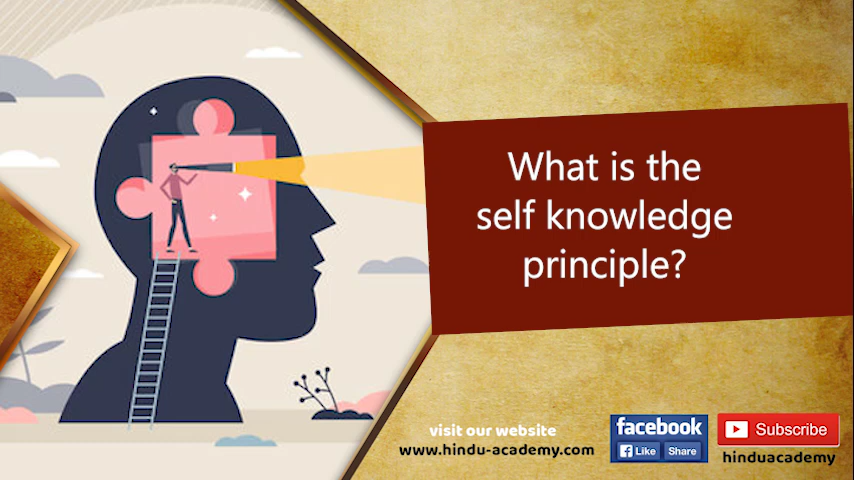 What is the
self knowledge
principle?
visit our website
www.hindu-academy.com
facebook
Like Share
Subscribe
hinduacademy